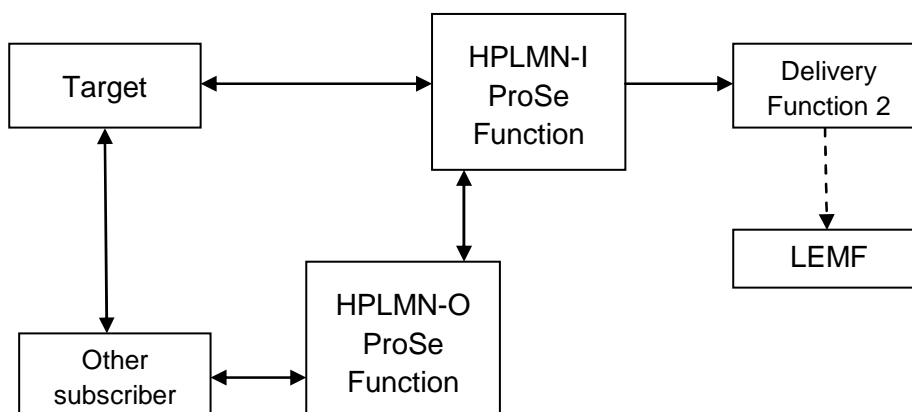 Target
HPLMN-I
ProSe
Function
Delivery
Function 2
LEMF
HPLMN-O
ProSe
Function
Other
subscriber